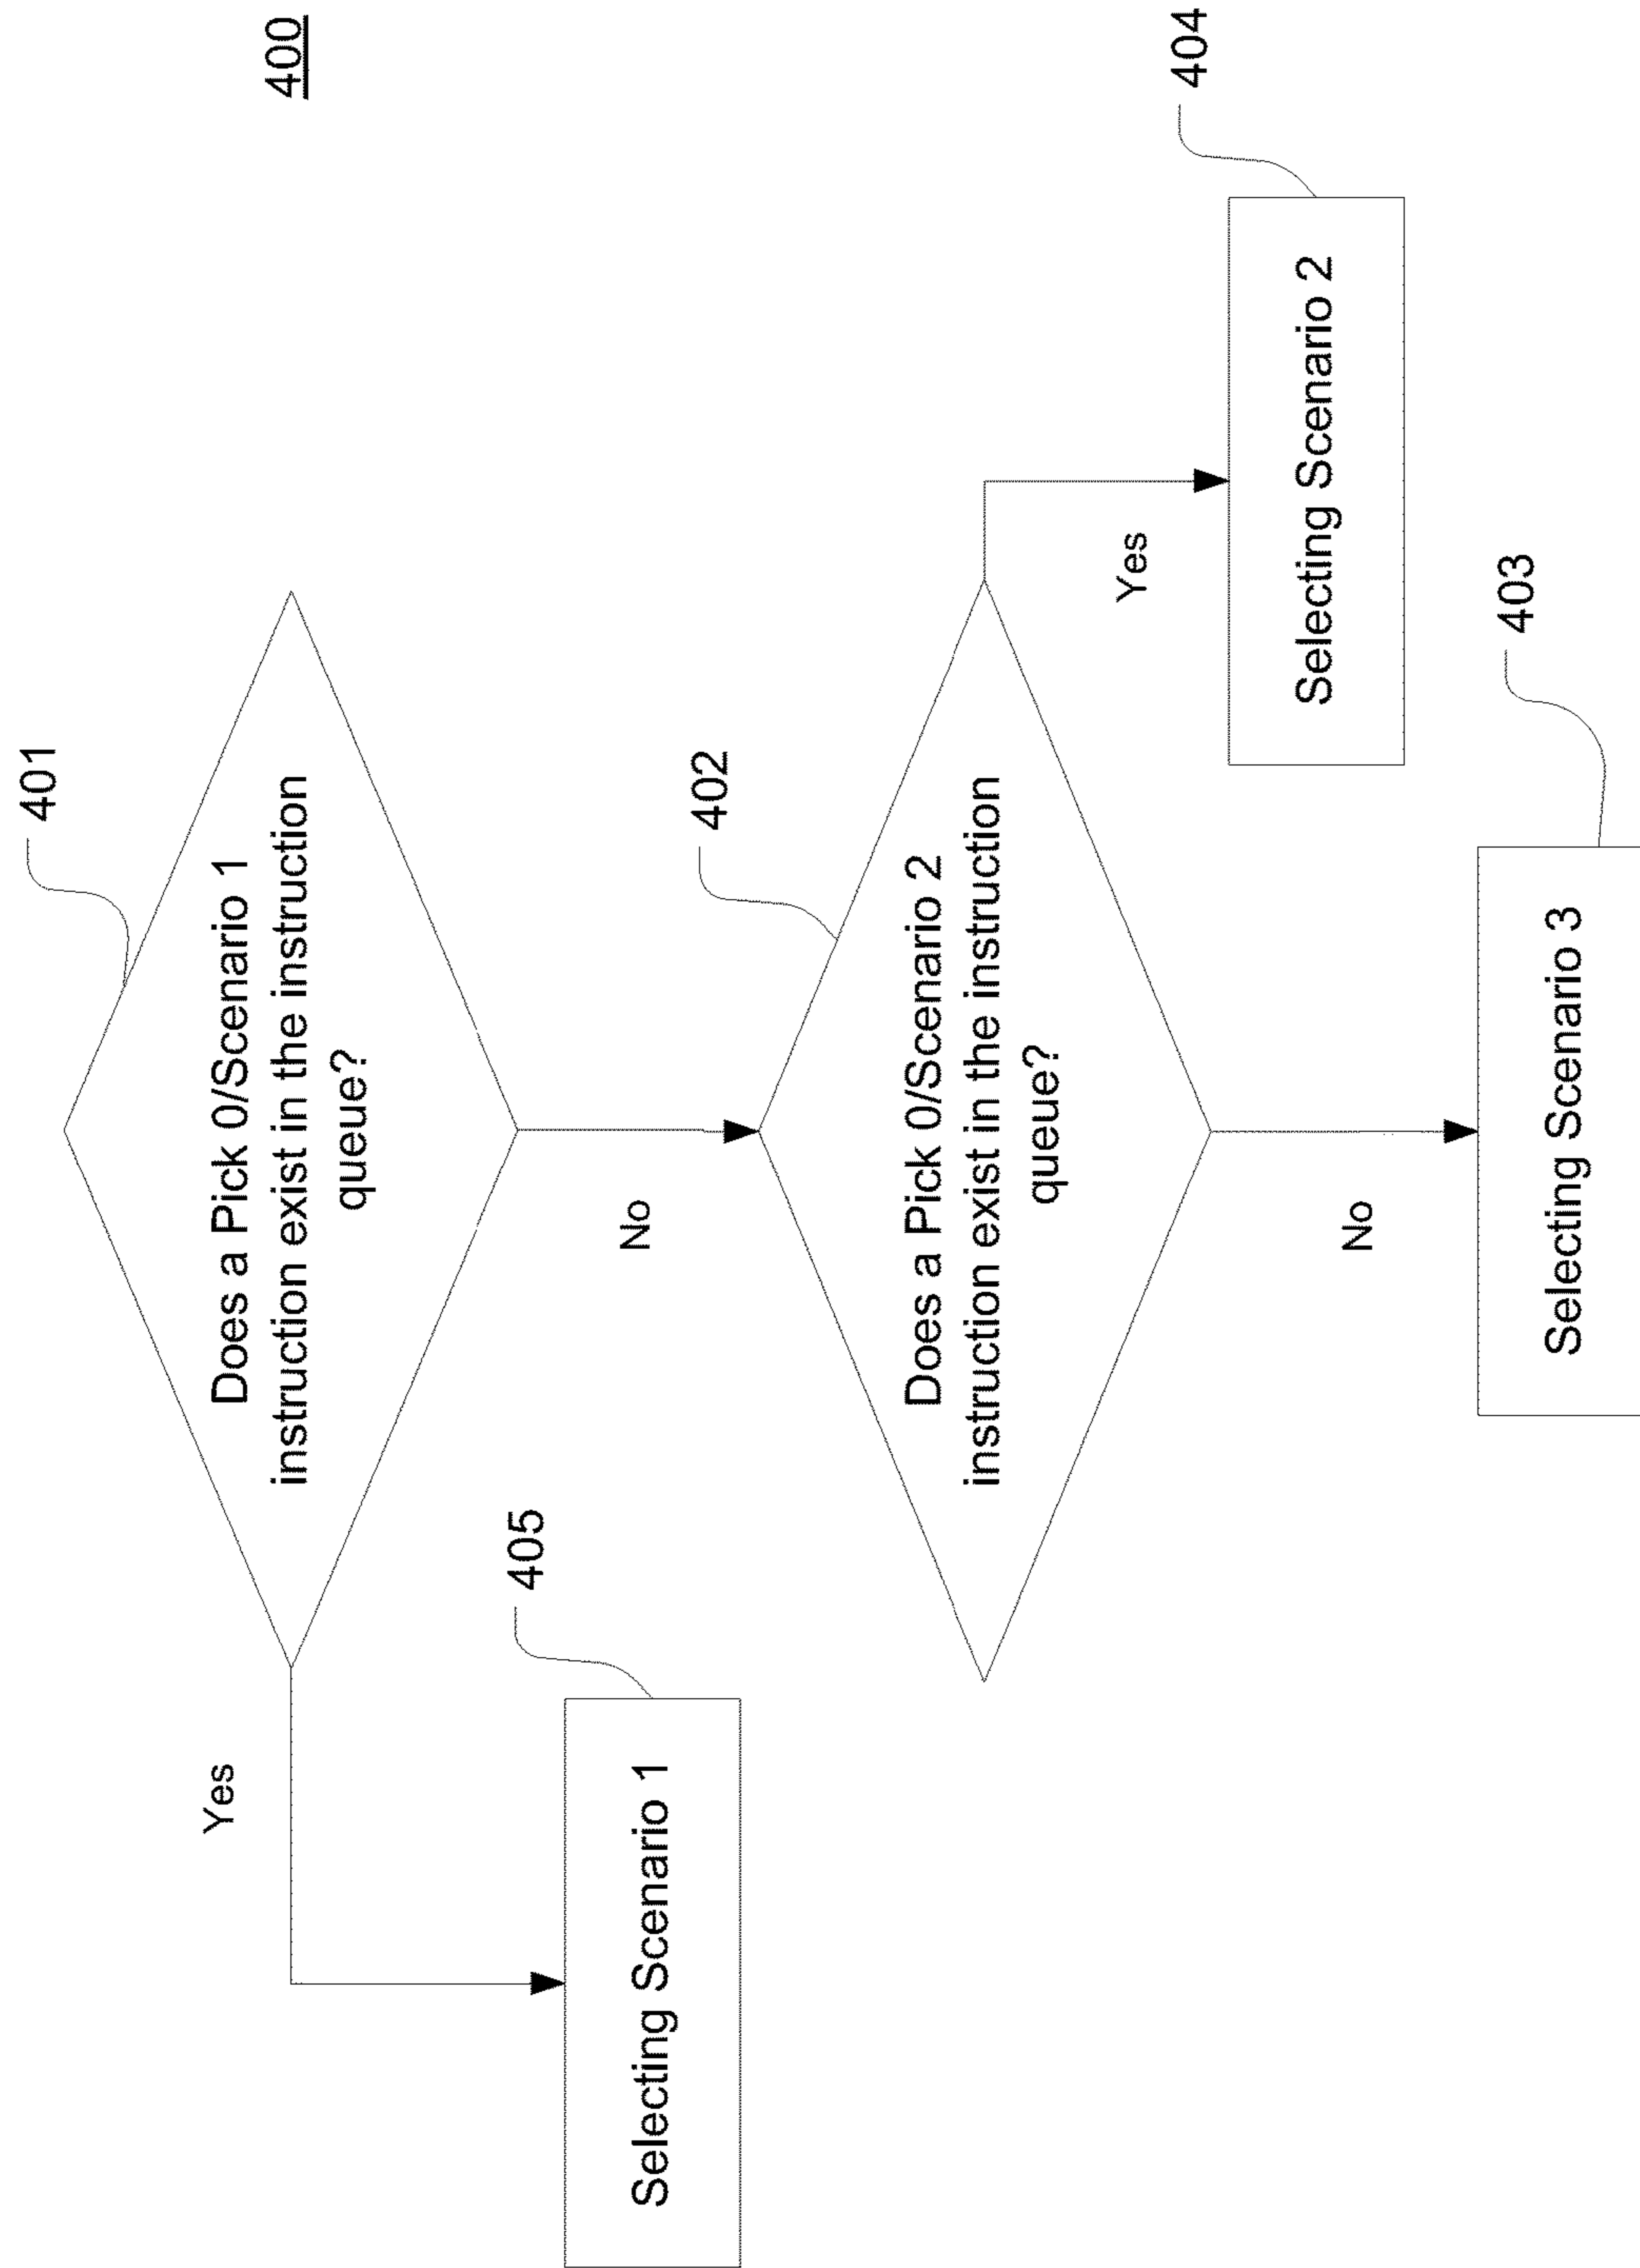 400
401
Does a Pick 0/Scenario 1
instruction exist in the instruction
queue?
Yes
405
Selecting Scenario 1
No
402
Does a Pick 0/Scenario 2
instruction exist in the instruction
queue?
Yes
404
Selecting Scenario 2
No
403
Selecting Scenario 3